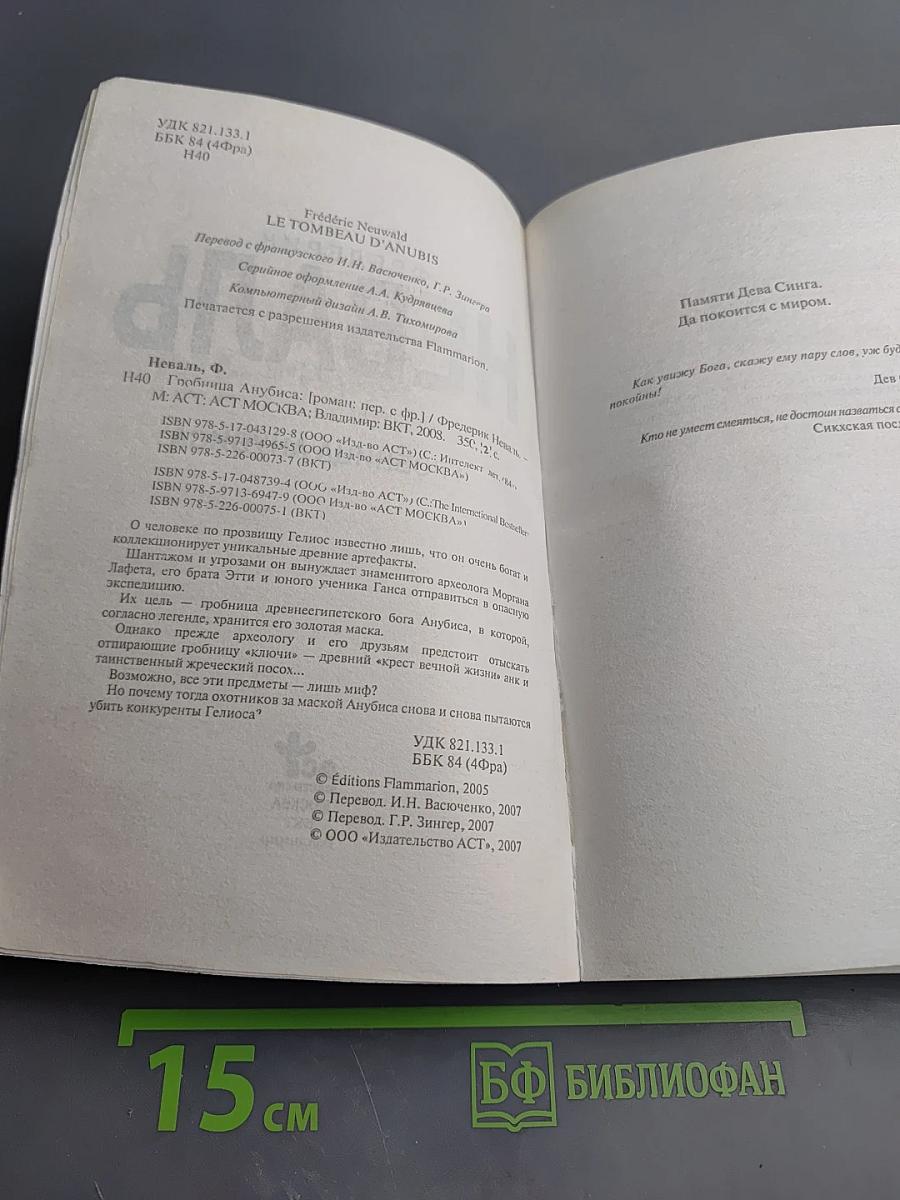 УДК 821.133.1
ББК 84 (4Фра)
Н40
Frédéric Neuwald
LE TOMBEAU D'ANUBIS
Перевод с французского И.Н. Васюченко, Г.Р. Зингера
Серийное оформление А.А. Кудрявцева
Компьютерный дизайн А.В. Тихомирова
Печатается с разрешения издательства Flammarion.
Неваль, Ф.
Н40 Гробница Анубиса: [роман: пер. с фр.] / Фредерик Неваль. –
М: АСТ: АСТ МОСКВА; Владимир: ВКТ, 2008. 350, [2] с.
ISBN 978-5-17-043129-8 (ООО «Изд-во АСТ») (С.: Интелект
ISBN 978-5-9713-4965-5 (ООО Изд-во «АСТ МОСКВА»)
ISBN 978-5-226-00073-7 (ВКТ)
ISBN 978-5-17-048739-4 (ООО «Изд-во АСТ») (С.:The International Bestseller
ISBN 978-5-9713-6947-9 (ООО Изд-во «АСТ МОСКВА»)
ISBN 978-5-226-00075-1 (ВКТ)
О человеке по прозвищу Гелиос известно лишь, что он очень богат и
коллекционирует уникальные древние артефакты.
Шантажом и угрозами он вынуждает знаменитого археолога Моргана
Лафета, его брата Этти и юного ученика Ганса отправиться в опасную
экспедицию.
Их цель — гробница древнеегипетского бога Анубиса, в которой,
согласно легенде, хранится его золотая маска.
Однако прежде археологу и его друзьям предстоит отыскать
отпирающие гробницу «ключи» — древний «крест вечной жизни» анк и
таинственный жреческий посох...
Возможно, все эти предметы — лишь миф?
Но почему тогда охотников за маской Анубиса снова и снова пытаются
убить конкуренты Гелиоса?
УДК 821.133.1
ББК 84 (4Фра)
© Éditions Flammarion, 2005
© Перевод. И.Н. Васюченко, 2007
© Перевод. Г.Р. Зингер, 2007
© ООО «Издательство АСТ», 2007
Памяти Дева Синга.
Да покоится с миром.
Как увижу Бога, скажу ему пару слов, уж буд
покойны!
Дев
Кто не умеет смеяться, не достоин назваться с
Сикхская пос
15 см
БФ БИБЛИОФАН